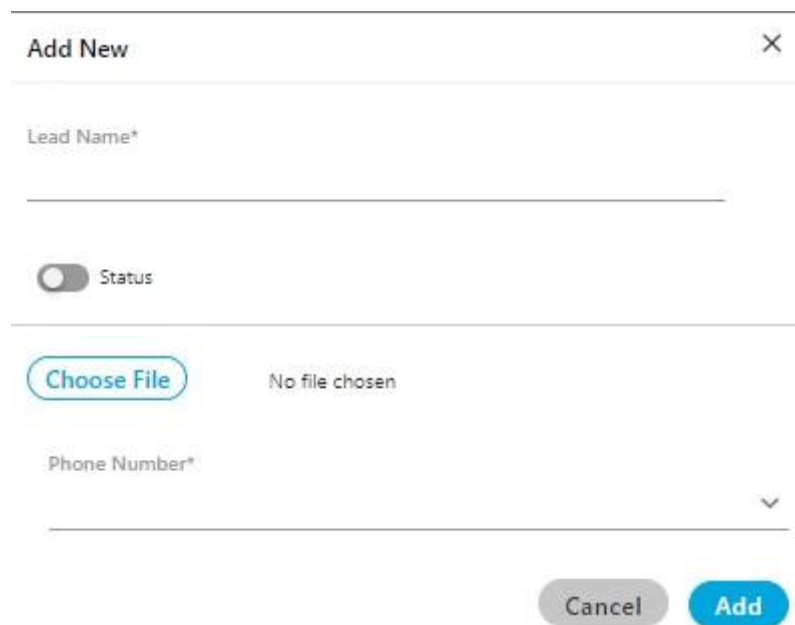 Add New
Lead Name*
Status
Choose File No file chosen
Phone Number*
Cancel Add